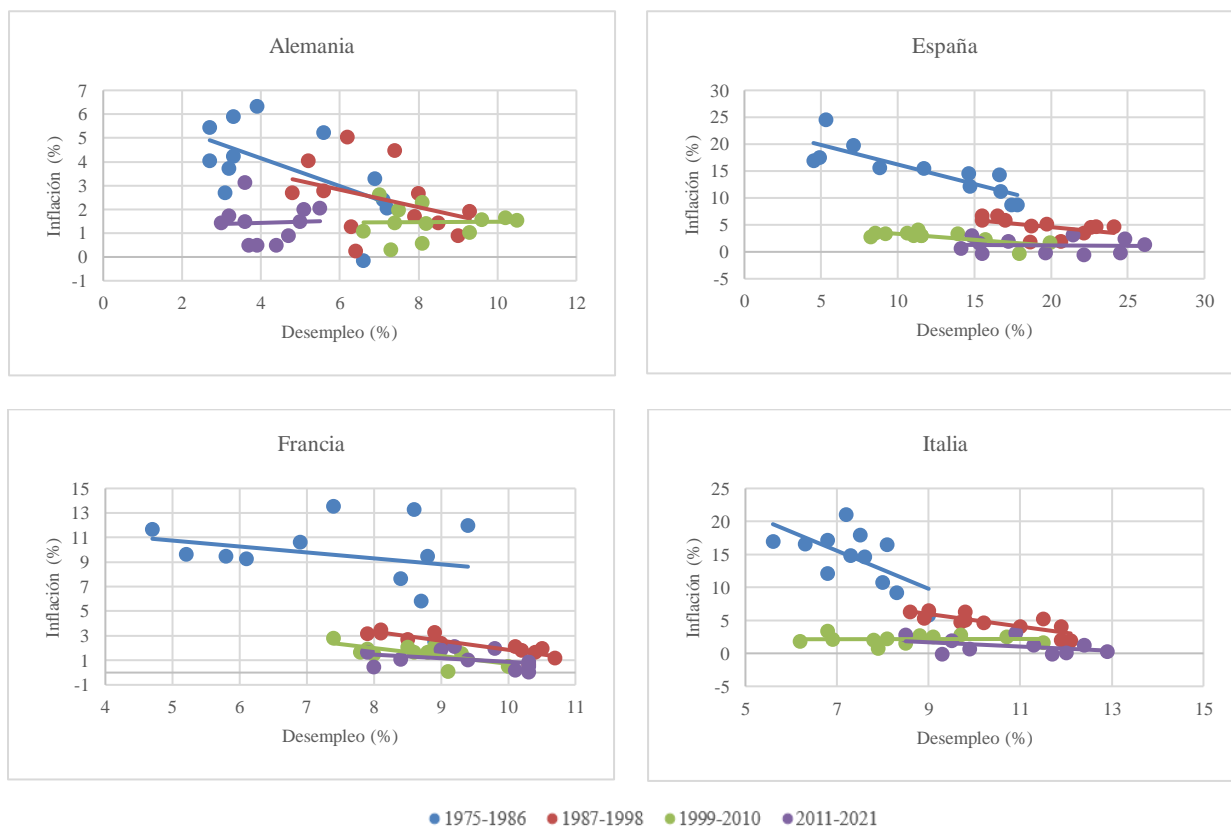 Alemania
Inflación (%)
7
6
5
4
3
2
1
0
-1
0 2 4 6 8 10 12
Desempleo (%)
España
Inflación (%)
30
25
20
15
10
5
0
-5
0 5 10 15 20 25 30
Desempleo (%)
Francia
Inflación (%)
15
13
11
9
7
5
3
1
-1
4 5 6 7 8 9 10 11
Desempleo (%)
Italia
Inflación (%)
25
20
15
10
5
0
-5
5 7 9 11 13 15
Desempleo (%)
1975-1986 1987-1998 1999-2010 2011-2021